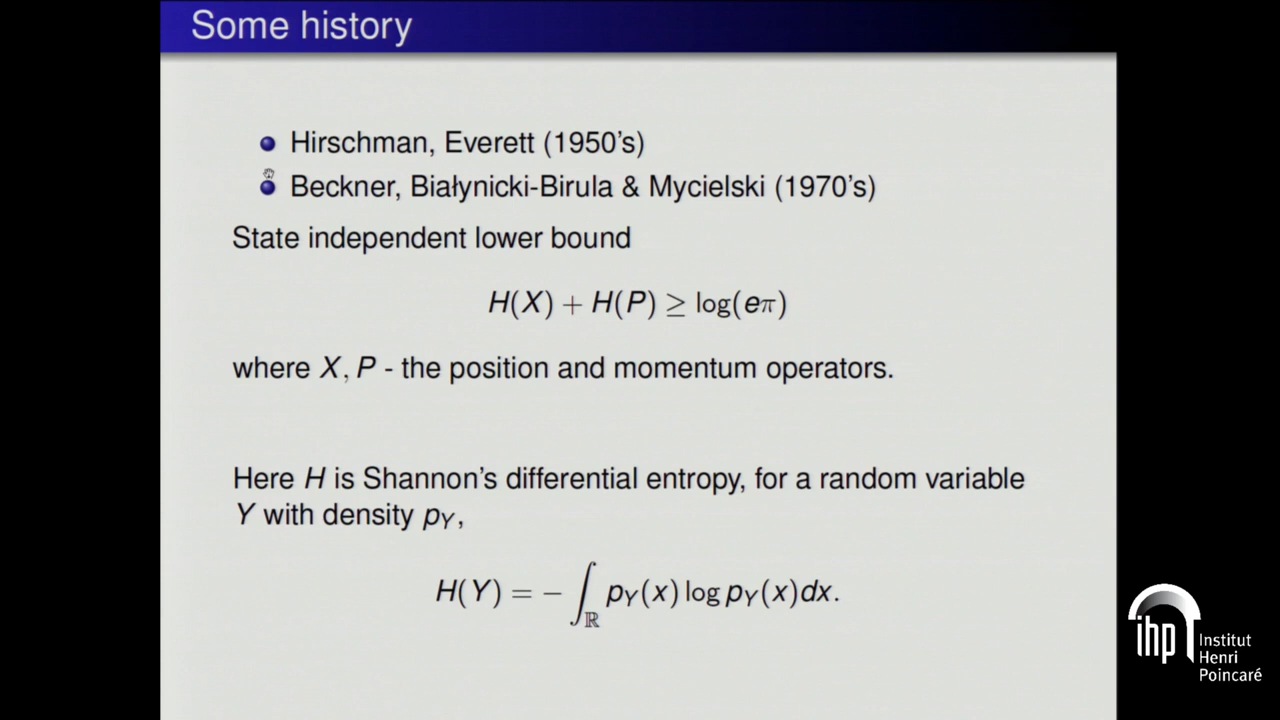 Some history
Hirschman, Everett (1950's)
Beckner, Białynicki-Birula & Mycielski (1970's)
State independent lower bound
H(X) + H(P) ≥ log(eπ)
where X, P - the position and momentum operators.
Here H is Shannon's differential entropy, for a random variable
Y with density p_Y,
H(Y) = − ∫_ℝ p_Y(x) log p_Y(x)dx.
ihp Institut
Henri
Poincaré